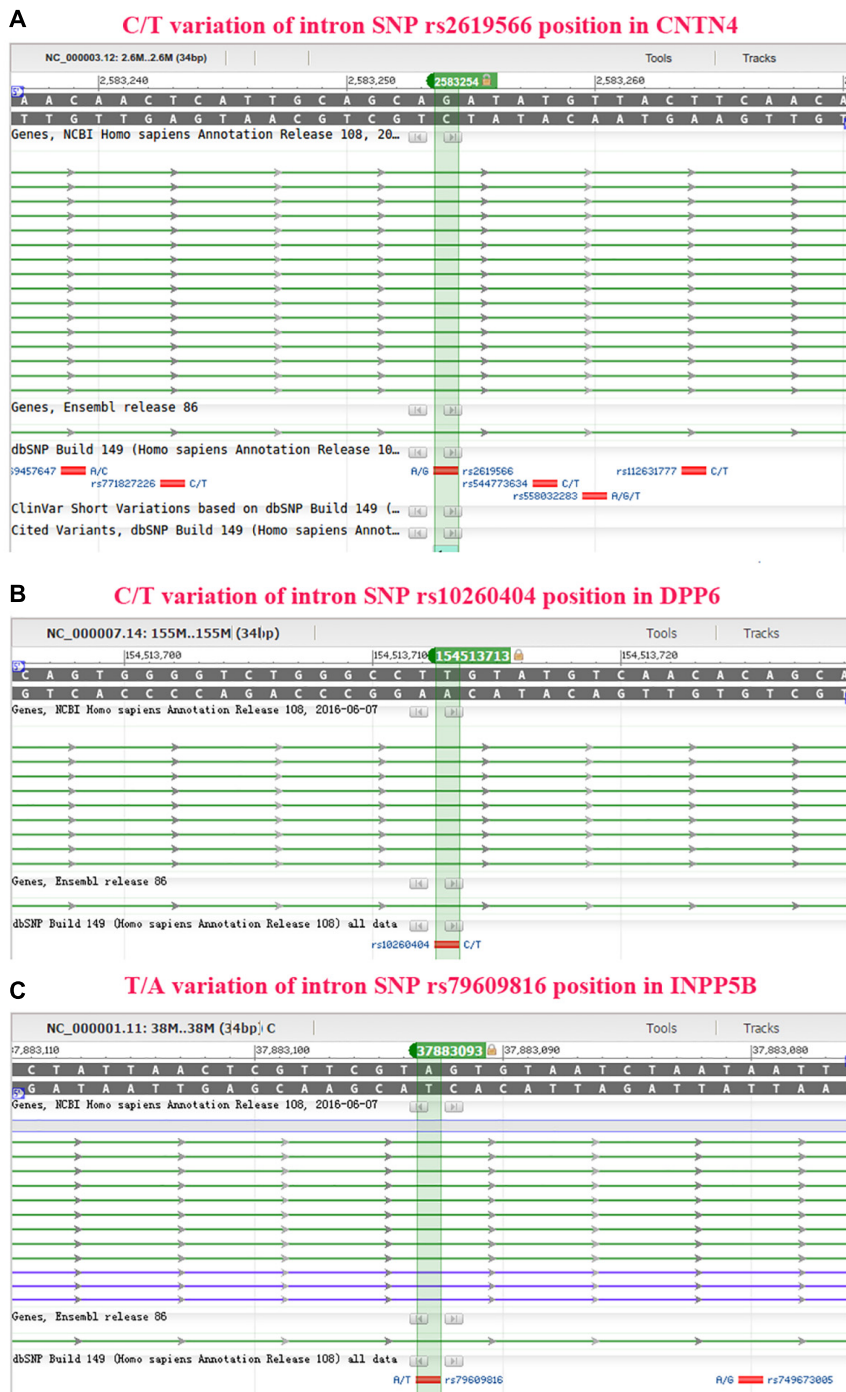 A
C/T variation of intron SNP rs2619566 position in CNTN4
NC_000003.12: 2.6M..2.6M (34bp)
Tools
Tracks
2,583,240
2,583,250
2583254
2,583,260
5'
A A C A A C T C A T T G C A G C A G A T A T G T T A C T T C A A C A
T T G T T G A G T A A C G T C G T C T A T A C A A T G A A G T T G T
Genes, NCBI Homo sapiens Annotation Release 108, 20…
Genes, Ensembl release 86
dbSNP Build 149 (Homo sapiens Annotation Release 10…
s9457647 A/C
A/G rs2619566
rs112631777 C/T
rs771827226 C/T
rs544773634 C/T
rs558032283 A/G/T
ClinVar Short Variations based on dbSNP Build 149 (…
Cited Variants, dbSNP Build 149 (Homo sapiens Annot…
B
C/T variation of intron SNP rs10260404 position in DPP6
NC_000007.14: 155M..155M (34bp)
Tools
Tracks
154,513,700
154,513,710
154513713
154,513,720
5'
C A G T G G G G T C T G G G C C T T G T A T G T C A A C A C A G C A
G T C A C C C C A G A C C C G G A A C A T A C A G T T G T G T C G T
Genes, NCBI Homo sapiens Annotation Release 108, 2016-06-07
Genes, Ensembl release 86
dbSNP Build 149 (Homo sapiens Annotation Release 108) all data
rs10260404 C/T
C
T/A variation of intron SNP rs79609816 position in INPP5B
NC_000001.11: 38M..38M (34bp) C
Tools
Tracks
37,883,110
37,883,100
37883093
37,883,090
37,883,080
C T A T T A A C T C G T T C G T A G T G T A A T C T A A T A A T T
5'
G A T A A T T G A G C A A G C A T C A C A T T A G A T T A T T A A
Genes, NCBI Homo sapiens Annotation Release 108, 2016-06-07
Genes, Ensembl release 86
dbSNP Build 149 (Homo sapiens Annotation Release 108) all data
A/T rs79609816
A/G rs749673005